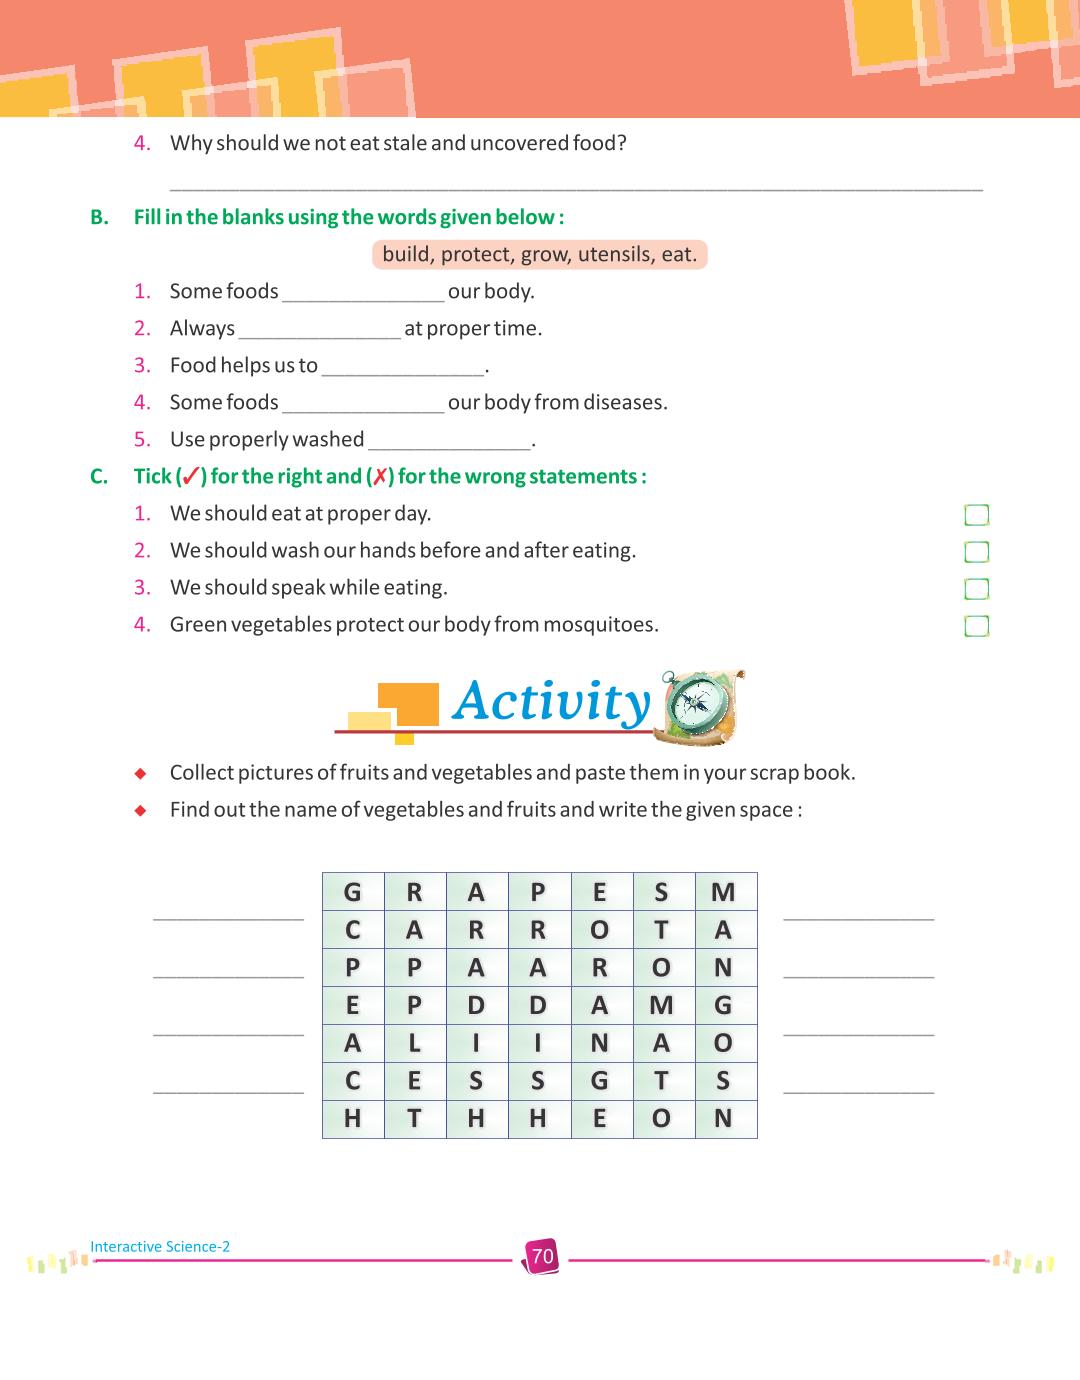 4. Why should we not eat stale and uncovered food?
B. Fill in the blanks using the words given below :
build, protect, grow, utensils, eat.
1. Some foods ______________ our body.
2. Always ______________ at proper time.
3. Food helps us to ______________.
4. Some foods ______________ our body from diseases.
5. Use properly washed ______________.
C. Tick (✓) for the right and (✗) for the wrong statements :
1. We should eat at proper day.
2. We should wash our hands before and after eating.
3. We should speak while eating.
4. Green vegetables protect our body from mosquitoes.
Activity
◆ Collect pictures of fruits and vegetables and paste them in your scrap book.
◆ Find out the name of vegetables and fruits and write the given space :
G R A P E S M
C A R R O T A
P P A A R O N
E P D D A M G
A L I I N A O
C E S S G T S
H T H H E O N
Interactive Science-2
70